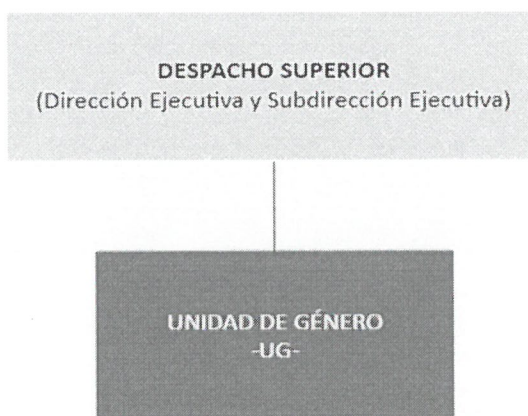 DESPACHO SUPERIOR
(Dirección Ejecutiva y Subdirección Ejecutiva)
UNIDAD DE GÉNERO
-UG-